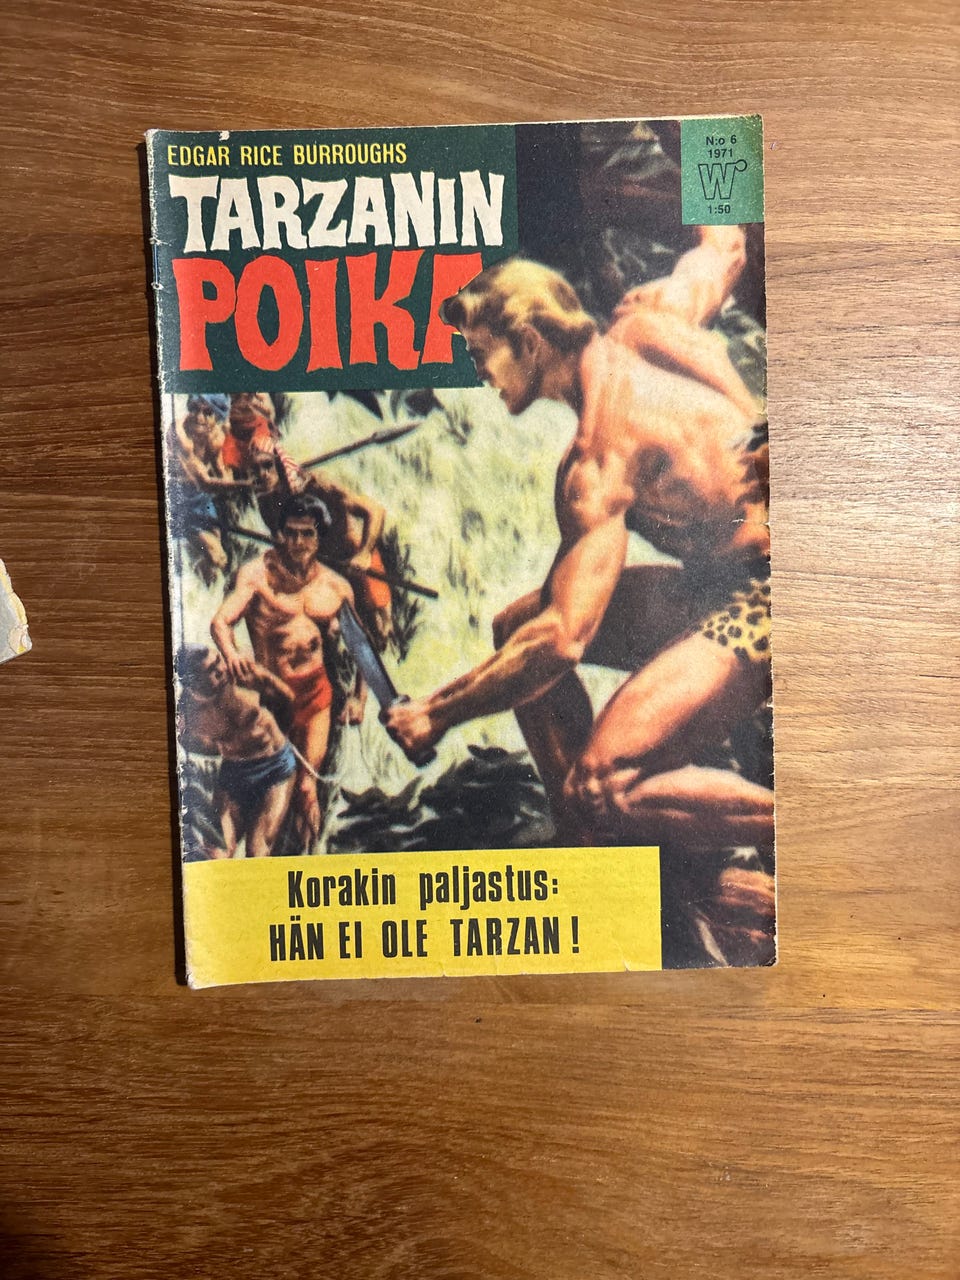 EDGAR RICE BURROUGHS
TARZANIN
POIKA
N:o 6
1971
W
1:50
Korakin paljastus:
HÄN EI OLE TARZAN!